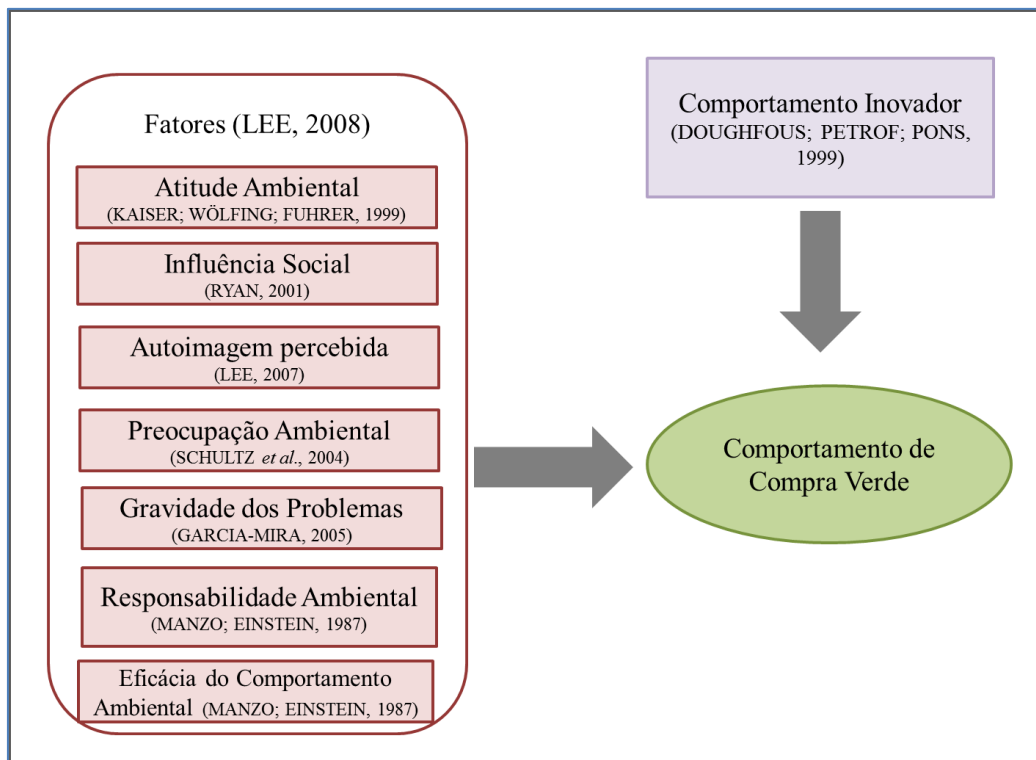 Fatores (LEE, 2008)
Atitude Ambiental
(KAISER; WÖLFING; FUHRER, 1999)
Influência Social
(RYAN, 2001)
Autoimagem percebida
(LEE, 2007)
Preocupação Ambiental
(SCHULTZ et al., 2004)
Gravidade dos Problemas
(GARCIA-MIRA, 2005)
Responsabilidade Ambiental
(MANZO; EINSTEIN, 1987)
Eficácia do Comportamento
Ambiental (MANZO; EINSTEIN, 1987)
Comportamento Inovador
(DOUGHFOUS; PETROF; PONS,
1999)
Comportamento de
Compra Verde